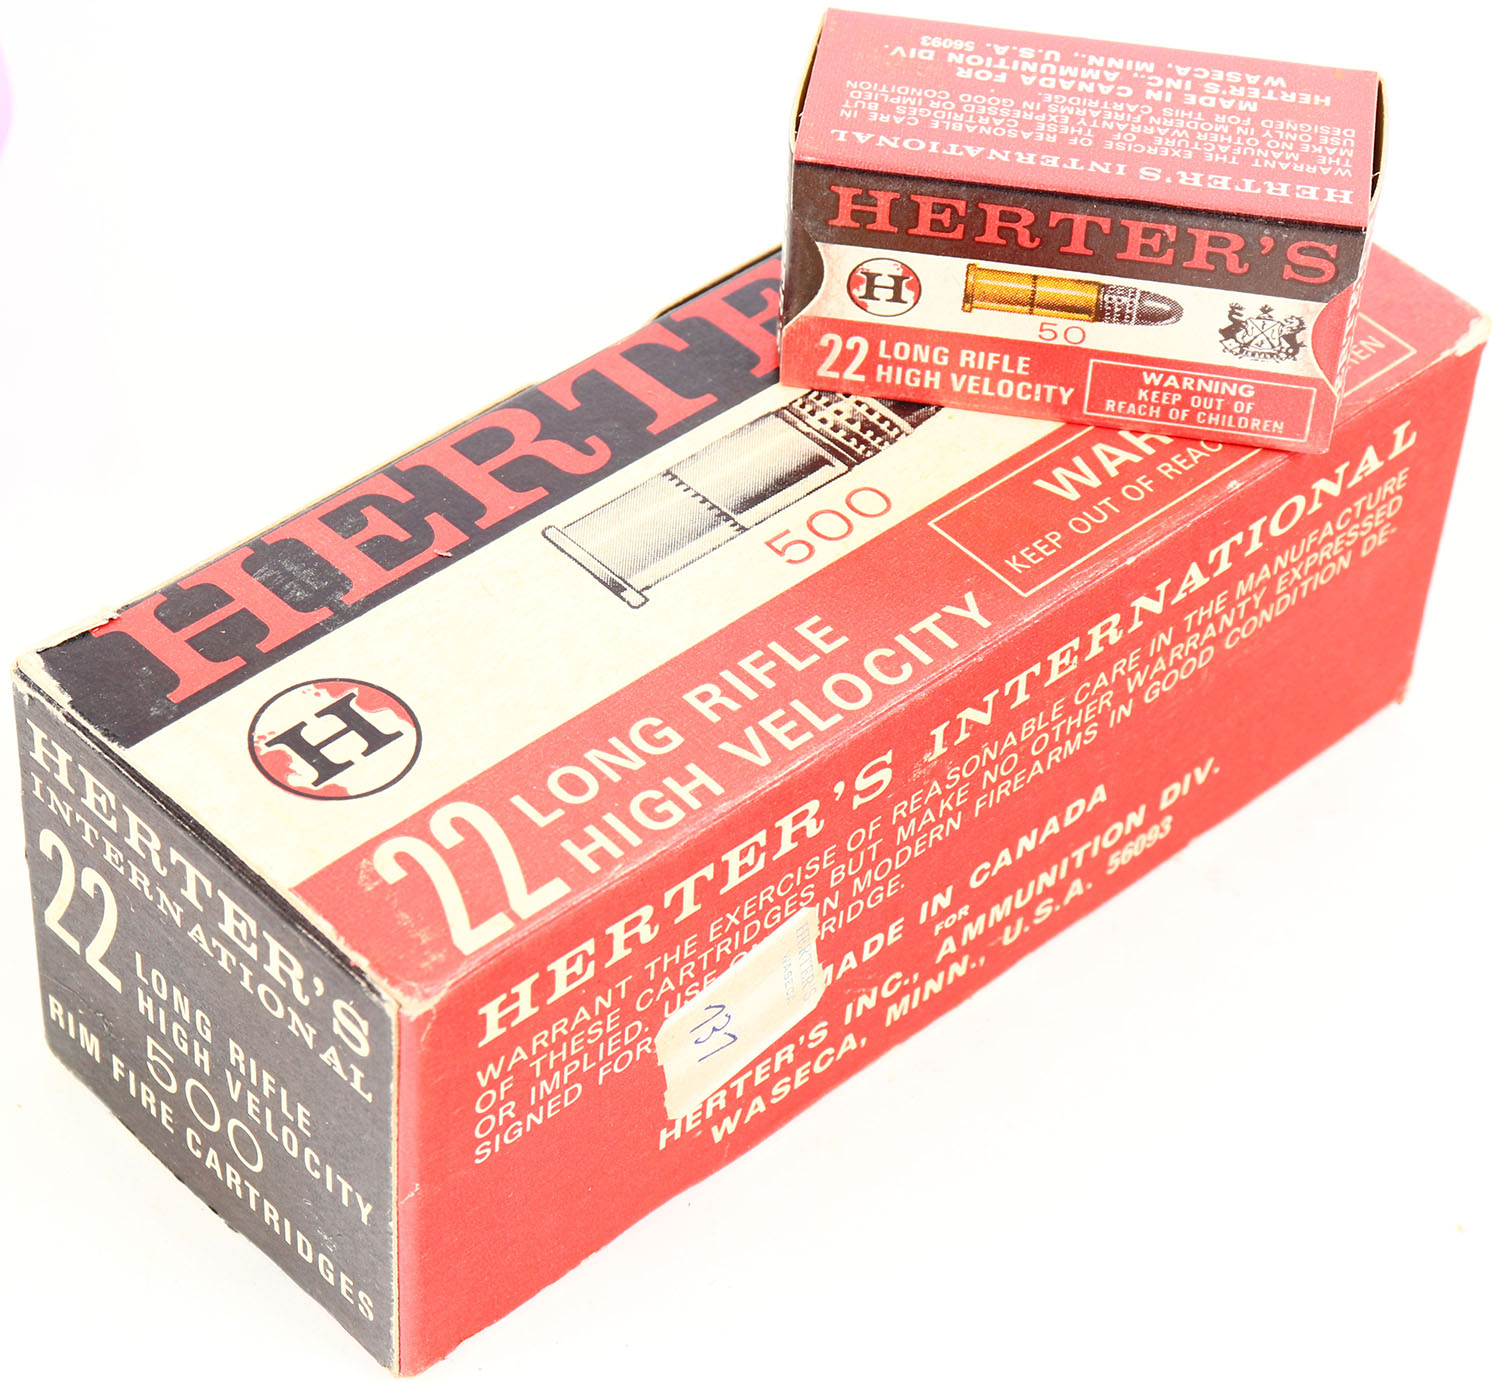 HERTER'S INTERNATIONAL
WARRANT THE EXERCISE OF REASONABLE CARE IN
THE MANUFACTURE OF THESE CARTRIDGES BUT
MAKE NO OTHER WARRANTY EXPRESSED OR IMPLIED
USE ONLY IN MODERN FIREARMS IN GOOD CONDITION
DESIGNED FOR THIS CARTRIDGE.
MADE IN CANADA FOR
HERTER'S INC., AMMUNITION DIV.
WASECA, MINN., U.S.A. 56093
HERTER'S
H
50
22 LONG RIFLE
HIGH VELOCITY
WARNING
KEEP OUT OF
REACH OF CHILDREN
HERTE
500
H
22 LONG RIFLE
HIGH VELOCITY
WAR
KEEP OUT OF REAC
HERTER'S INTERNATIONAL
WARRANT THE EXERCISE OF REASONABLE CARE IN THE MANUFACTURE
OF THESE CARTRIDGES BUT MAKE NO OTHER WARRANTY EXPRESSED
OR IMPLIED. USE IN MODERN FIREARMS IN GOOD CONDITION DE-
SIGNED FOR RIDGE.
MADE IN CANADA
FOR
HERTER'S INC., AMMUNITION DIV.
WASECA, MINN., U.S.A. 56093
HERTER'S
WASECA
HERTER'S
INTERNATIONAL
22 LONG RIFLE
HIGH VELOCITY
500
RIM FIRE CARTRIDGES